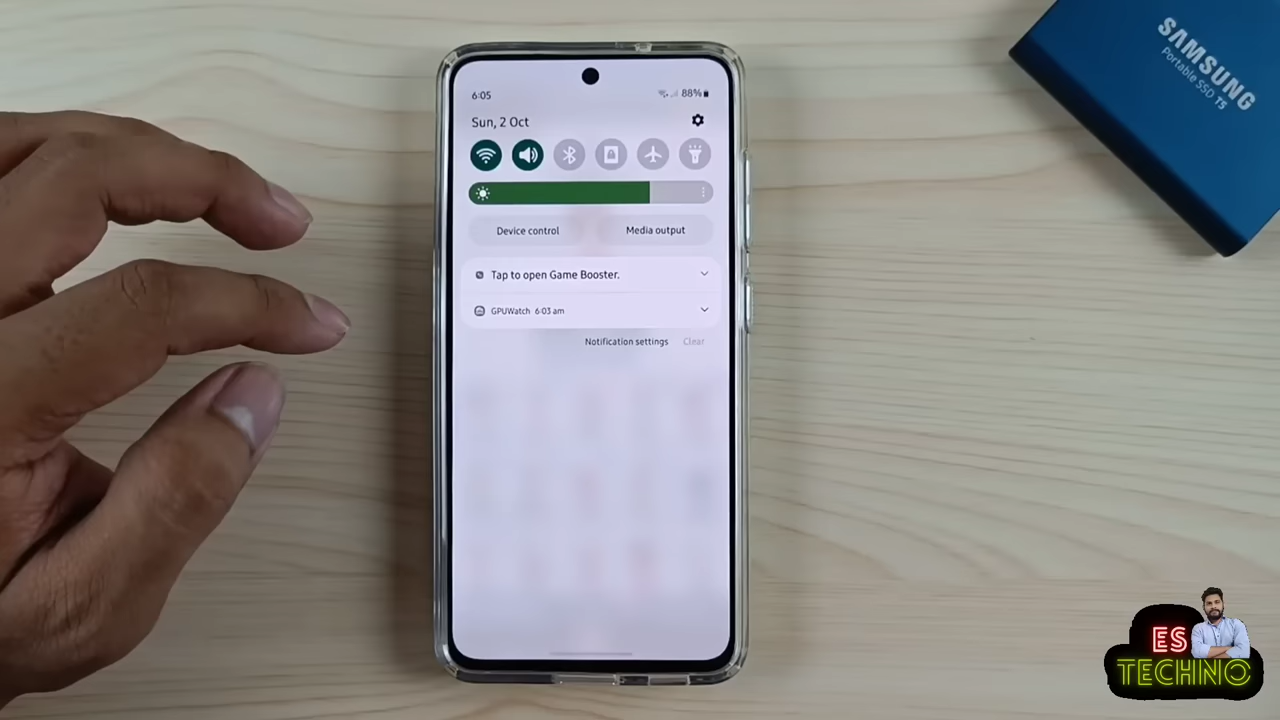 6:05
88%
Sun, 2 Oct
Device control
Media output
Tap to open Game Booster.
GPUWatch 6:03 am
Notification settings
Clear
SAMSUNG
Portable SSD T5
ES
TECHNO